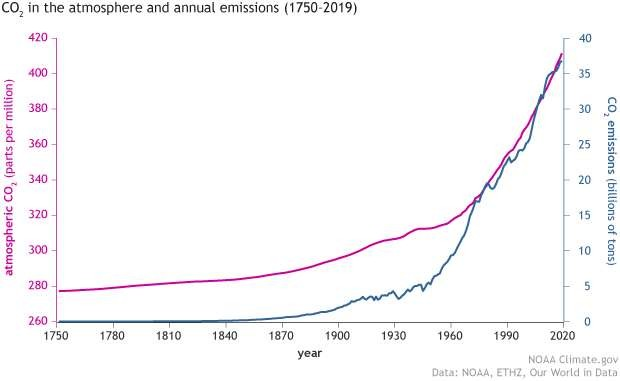 CO2 in the atmosphere and annual emissions (1750-2019)
420
400
380
360
340
320
300
280
260
atmospheric CO2 (parts per million)
40
35
30
25
20
15
10
5
0
CO2 emissions (billions of tons)
1750 1780 1810 1840 1870 1900 1930 1960 1990 2020
year
NOAA Climate.gov
Data: NOAA, ETHZ, Our World in Data